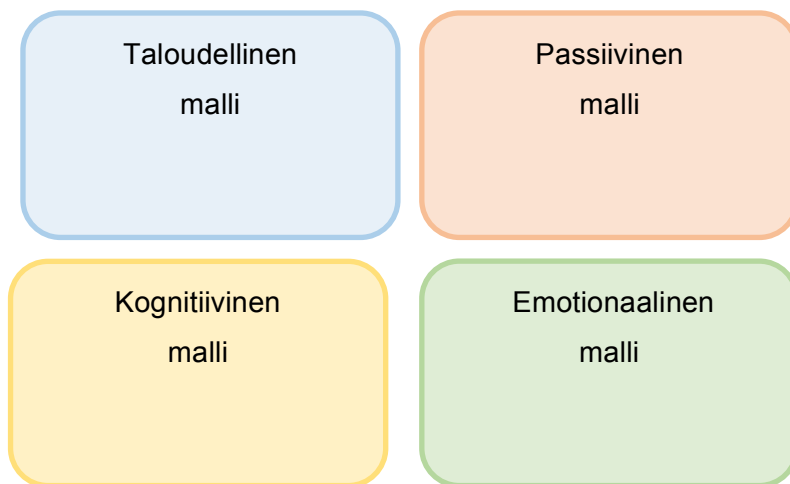 Taloudellinen
malli
Passiivinen
malli
Kognitiivinen
malli
Emotionaalinen
malli